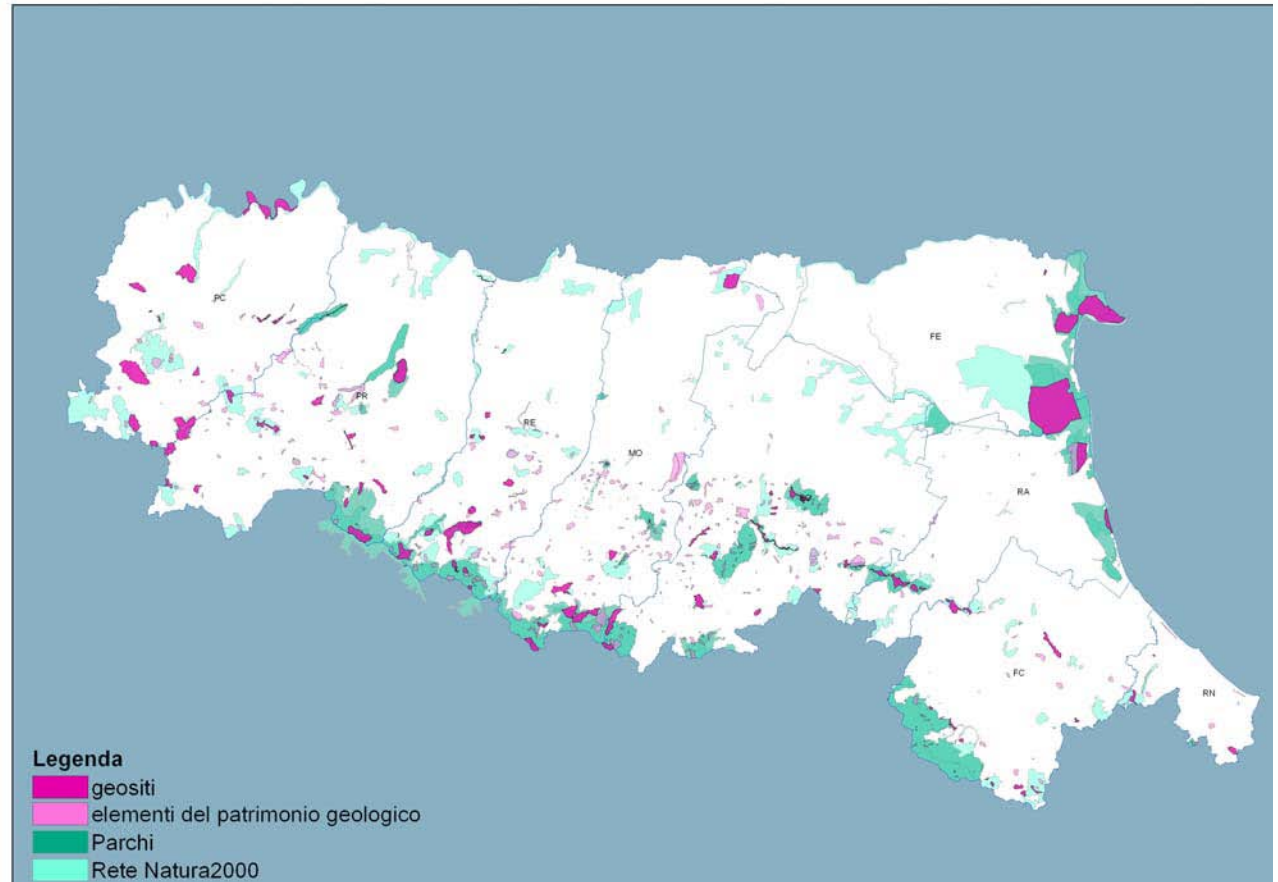 PC
PR
RE
MO
FE
RA
FC
RN
Legenda
geositi
elementi del patrimonio geologico
Parchi
Rete Natura2000